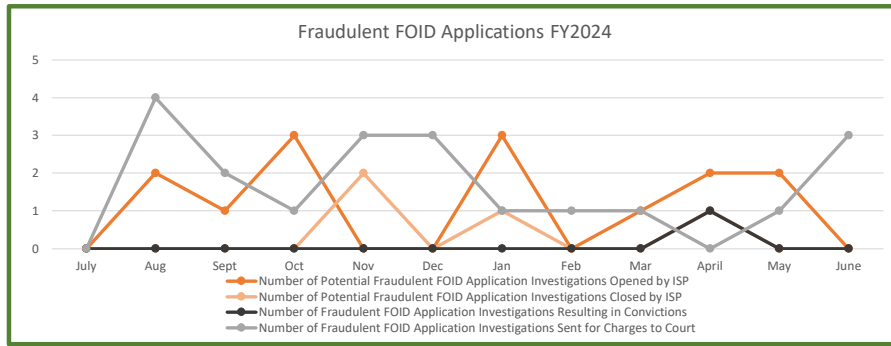 Fraudulent FOID Applications FY2024
5
4
3
2
1
0
July Aug Sept Oct Nov Dec Jan Feb Mar April May June
Number of Potential Fraudulent FOID Application Investigations Opened by ISP
Number of Potential Fraudulent FOID Application Investigations Closed by ISP
Number of Fraudulent FOID Application Investigations Resulting in Convictions
Number of Fraudulent FOID Application Investigations Sent for Charges to Court